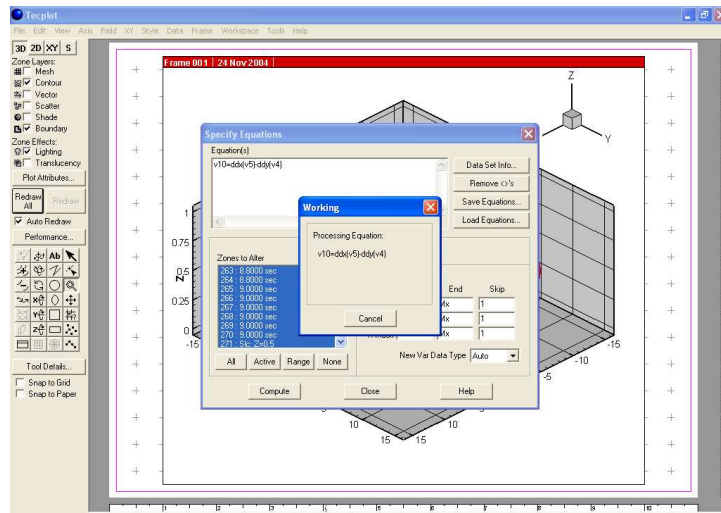 Tecplot
File Edit View Axis Field XY Style Data Frame Workspace Tools Help
3D 2D XY S
Zone Layers:
Mesh
Contour
Vector
Scatter
Shade
Boundary
Zone Effects:
Lighting
Translucency
Plot Attributes...
Redraw All
Redraw
Auto Redraw
Performance...
Ab
Tool Details...
Snap to Grid
Snap to Paper
Frame 001 | 24 Nov 2004 |
Z
Y
Specify Equations
Equation(s)
v10=ddx(v5)-ddy(v4)
Data Set Info...
Remove <>'s
Save Equations...
Load Equations...
Working
Processing Equation:
v10=ddx(v5)-ddy(v4)
Cancel
Zones to Alter
263 : 8.8000 sec
264 : 8.8000 sec
265 : 9.0000 sec
266 : 9.0000 sec
267 : 9.0000 sec
268 : 9.0000 sec
269 : 9.0000 sec
270 : 9.0000 sec
271 : Slc: Z=0.5
End Skip
Mx 1
Mx 1
Mx 1
All Active Range None
New Var Data Type Auto
Compute Close Help
1
0.75
0.5
Z
0.25
0
-15
-15
-10
-5
10
10
15
15